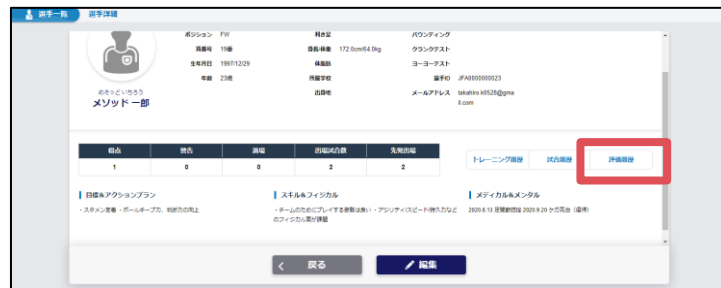 選手一覧 選手詳細
ポジション FW 利き足 バウンディング
背番号 19番 身長/体重 172.0cm/64.0kg クランクテスト
生年月日 1997/12/29 体脂肪 ヨーヨーテスト
年齢 23歳 所属学校 選手ID JFA0000000023
めそっどいちろう 出身地 メールアドレス takahiro.k0528@gma
il.com
メソッド 一郎
得点 警告 退場 出場試合数 先発出場
1 0 0 2 2
トレーニング履歴 試合履歴 評価履歴
目標&アクションプラン スキル&フィジカル メディカル&メンタル
・スタメン定着 ・ボールキープ力、判断力の向上 ・チームのためにプレイする姿勢は良い ・アジリティ(スピード/持久力など 2020.8.13 足関節捻挫 2020.9.20 ケガ完治(復帰)
のフィジカル面が課題
戻る 編集